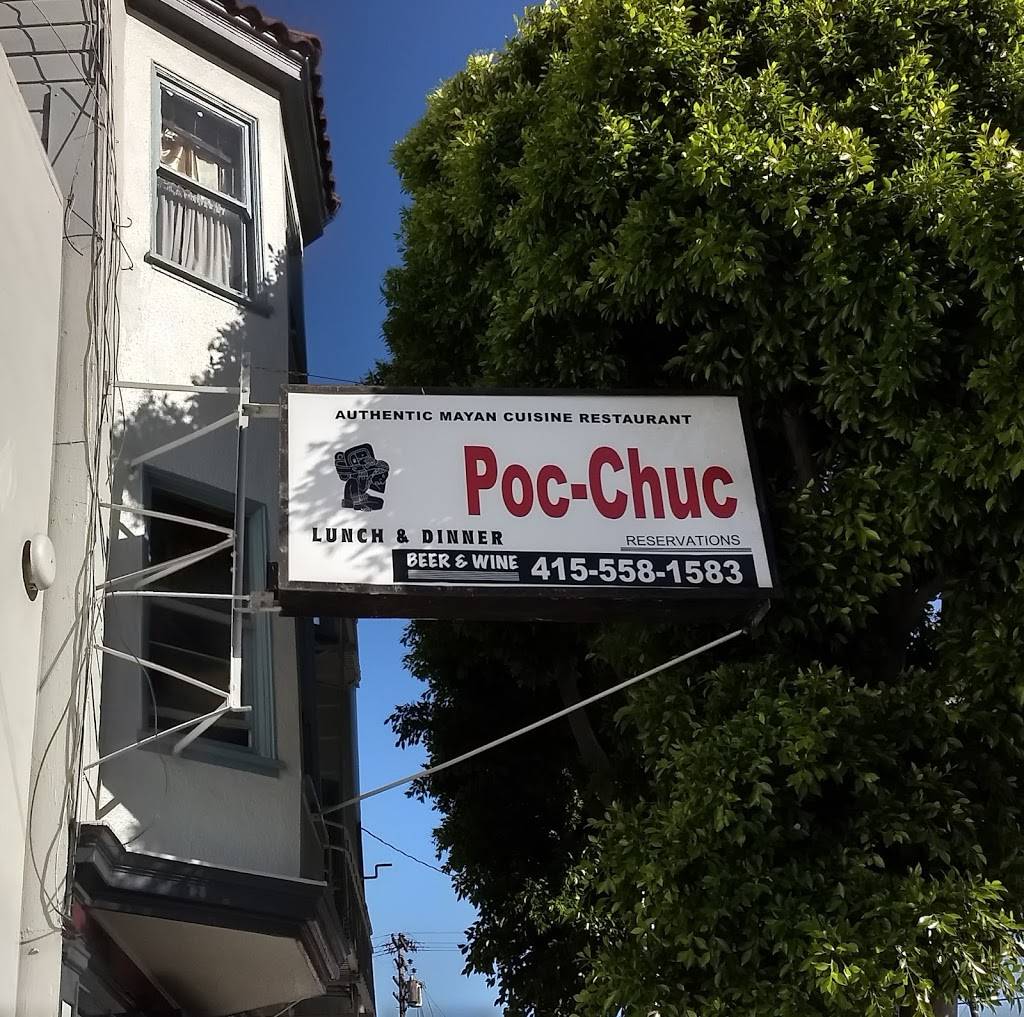 AUTHENTIC MAYAN CUISINE RESTAURANT
Poc-Chuc
LUNCH & DINNER
RESERVATIONS
BEER & WINE 415-558-1583